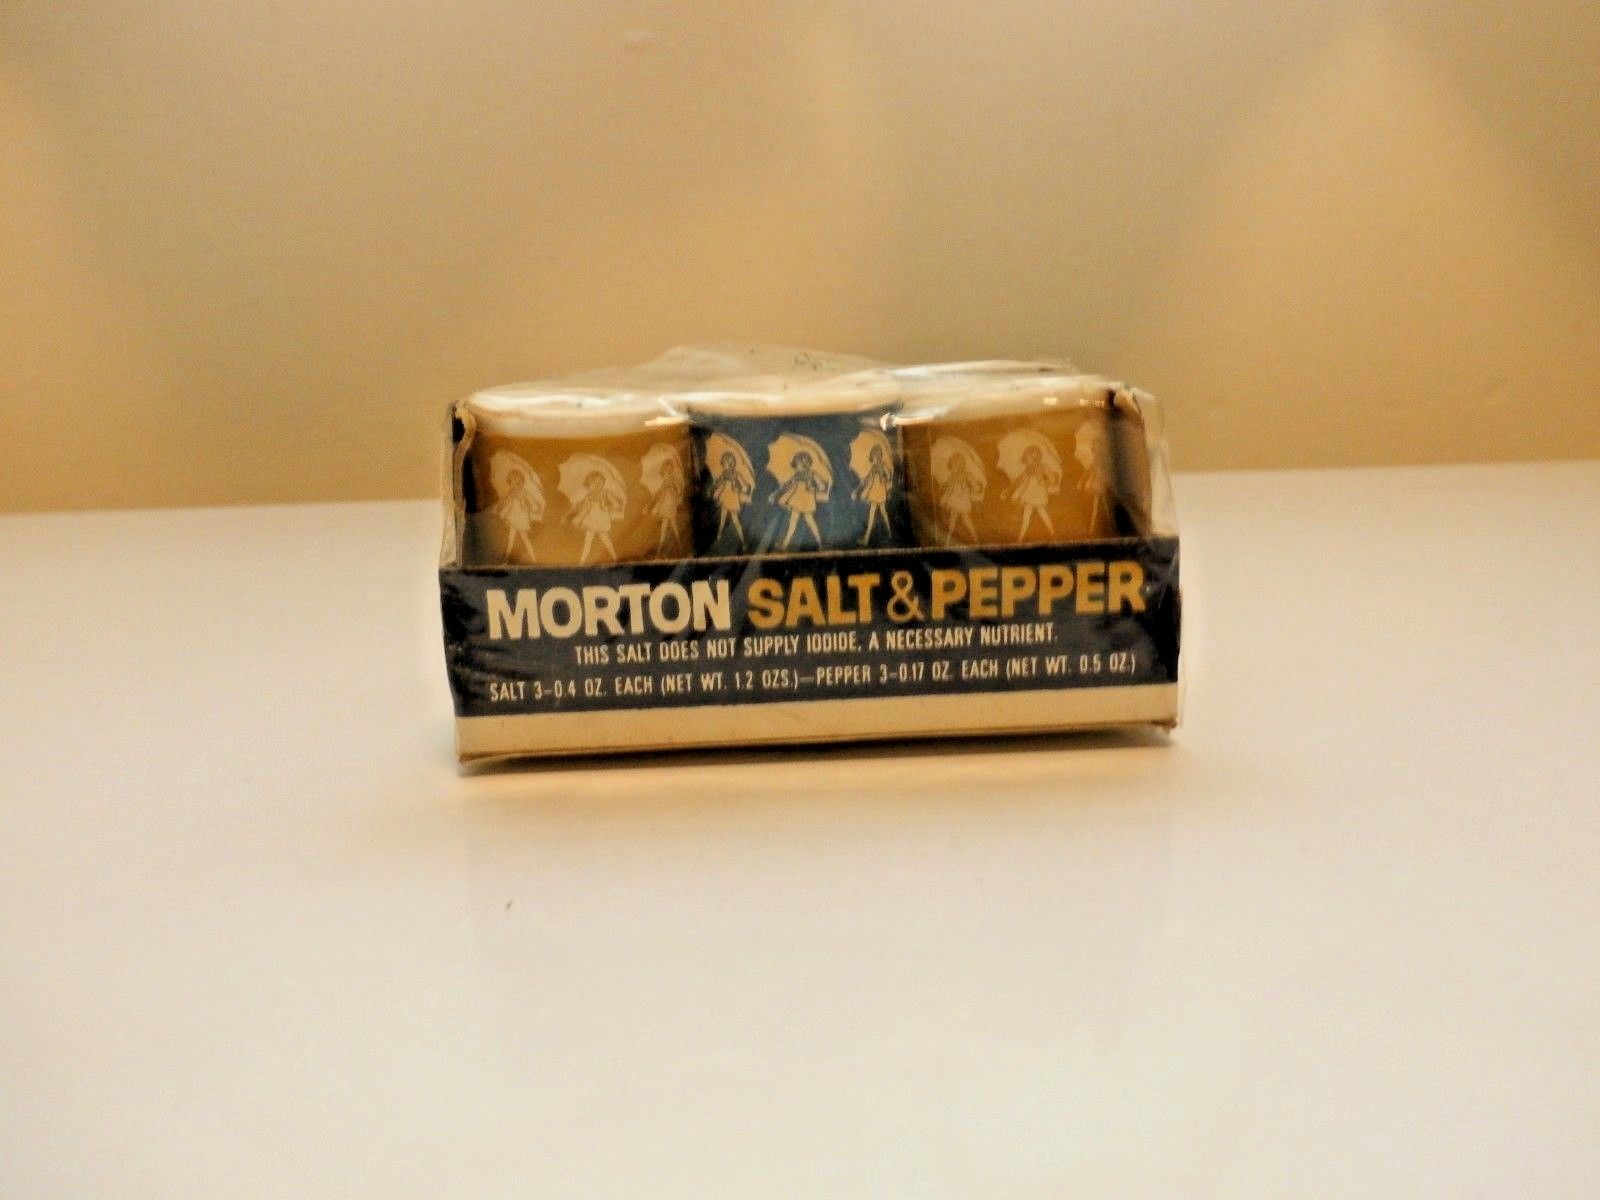 MORTON SALT & PEPPER
THIS SALT DOES NOT SUPPLY IODIDE, A NECESSARY NUTRIENT.
SALT 3-0.4 OZ. EACH (NET WT. 1.2 OZS.)—PEPPER 3-0.17 OZ. EACH (NET WT. 0.5 OZ.)